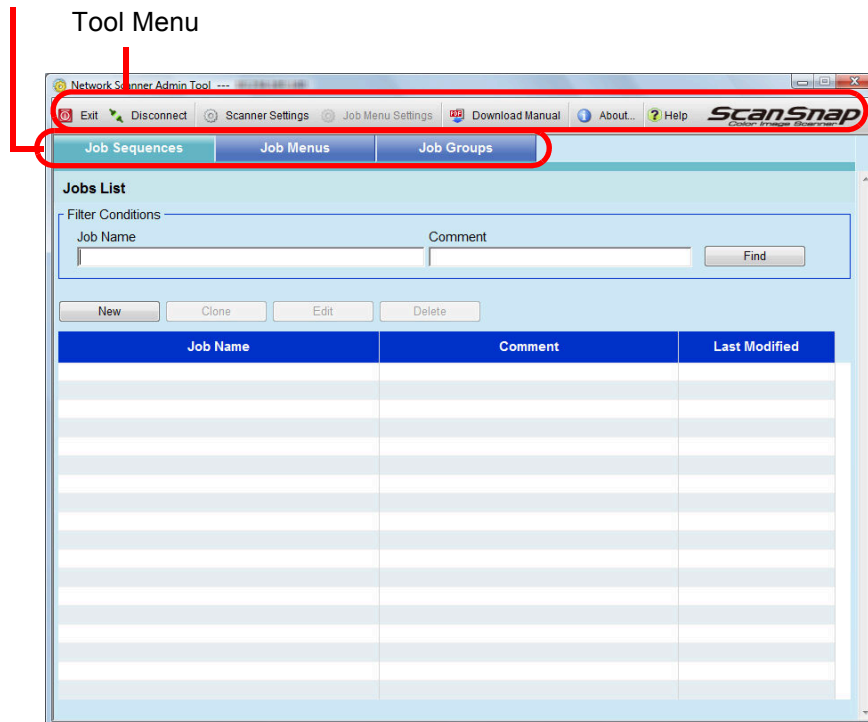 Tool Menu
Network Scanner Admin Tool ---
Exit Disconnect Scanner Settings Job Menu Settings Download Manual About... Help ScanSnap
Color Image Scanner
Job Sequences Job Menus Job Groups
Jobs List
Filter Conditions
Job Name Comment
Find
New Clone Edit Delete
Job Name Comment Last Modified